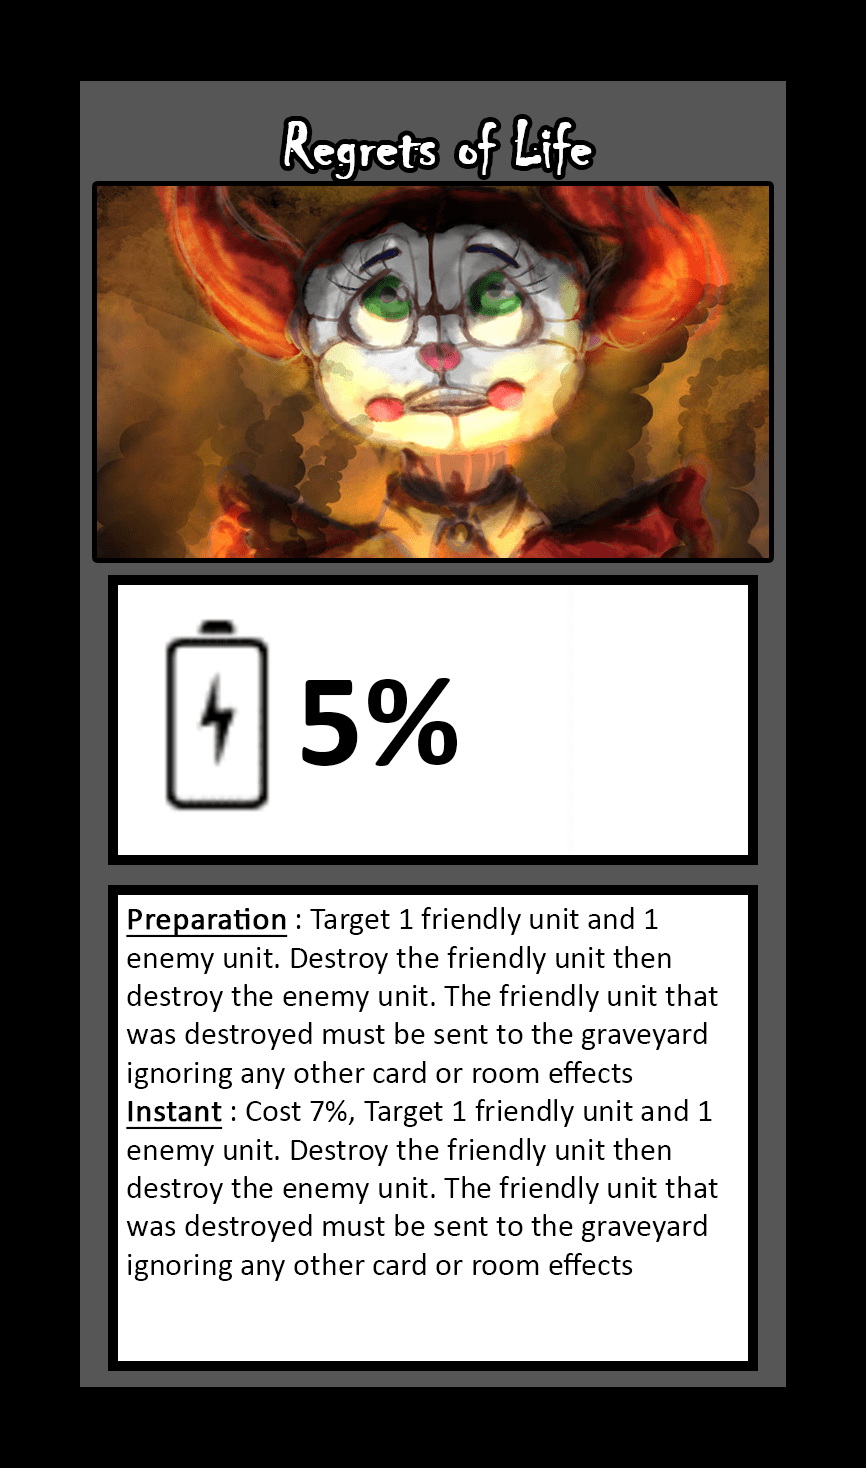 Regrets of Life
5%
Preparation : Target 1 friendly unit and 1
enemy unit. Destroy the friendly unit then
destroy the enemy unit. The friendly unit that
was destroyed must be sent to the graveyard
ignoring any other card or room effects
Instant : Cost 7%, Target 1 friendly unit and 1
enemy unit. Destroy the friendly unit then
destroy the enemy unit. The friendly unit that
was destroyed must be sent to the graveyard
ignoring any other card or room effects